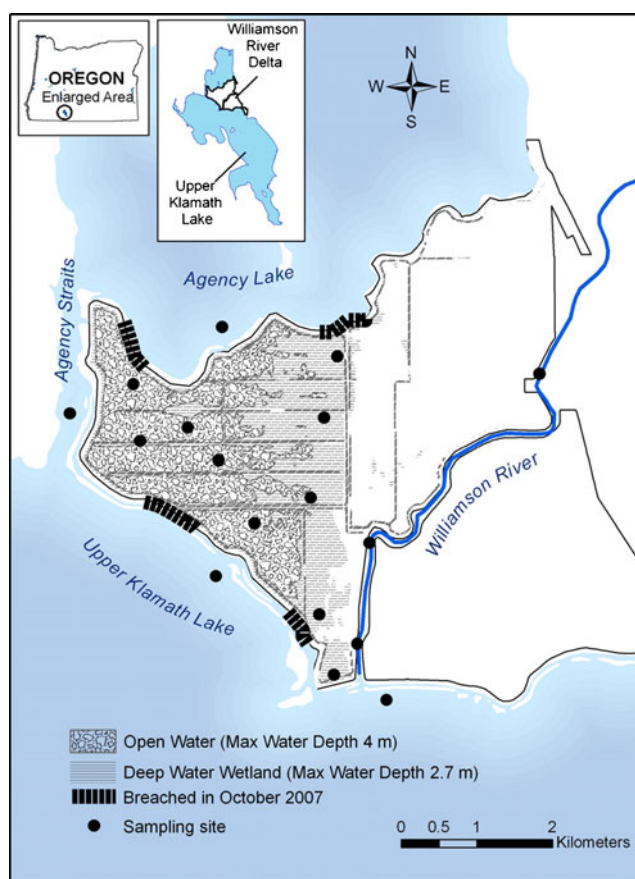 OREGON
Enlarged Area
Williamson
River
Delta
Upper
Klamath
Lake
N
W E
S
Agency Lake
Agency Straits
Williamson River
Upper Klamath Lake
Open Water (Max Water Depth 4 m)
Deep Water Wetland (Max Water Depth 2.7 m)
Breached in October 2007
Sampling site
0 0.5 1 2
Kilometers